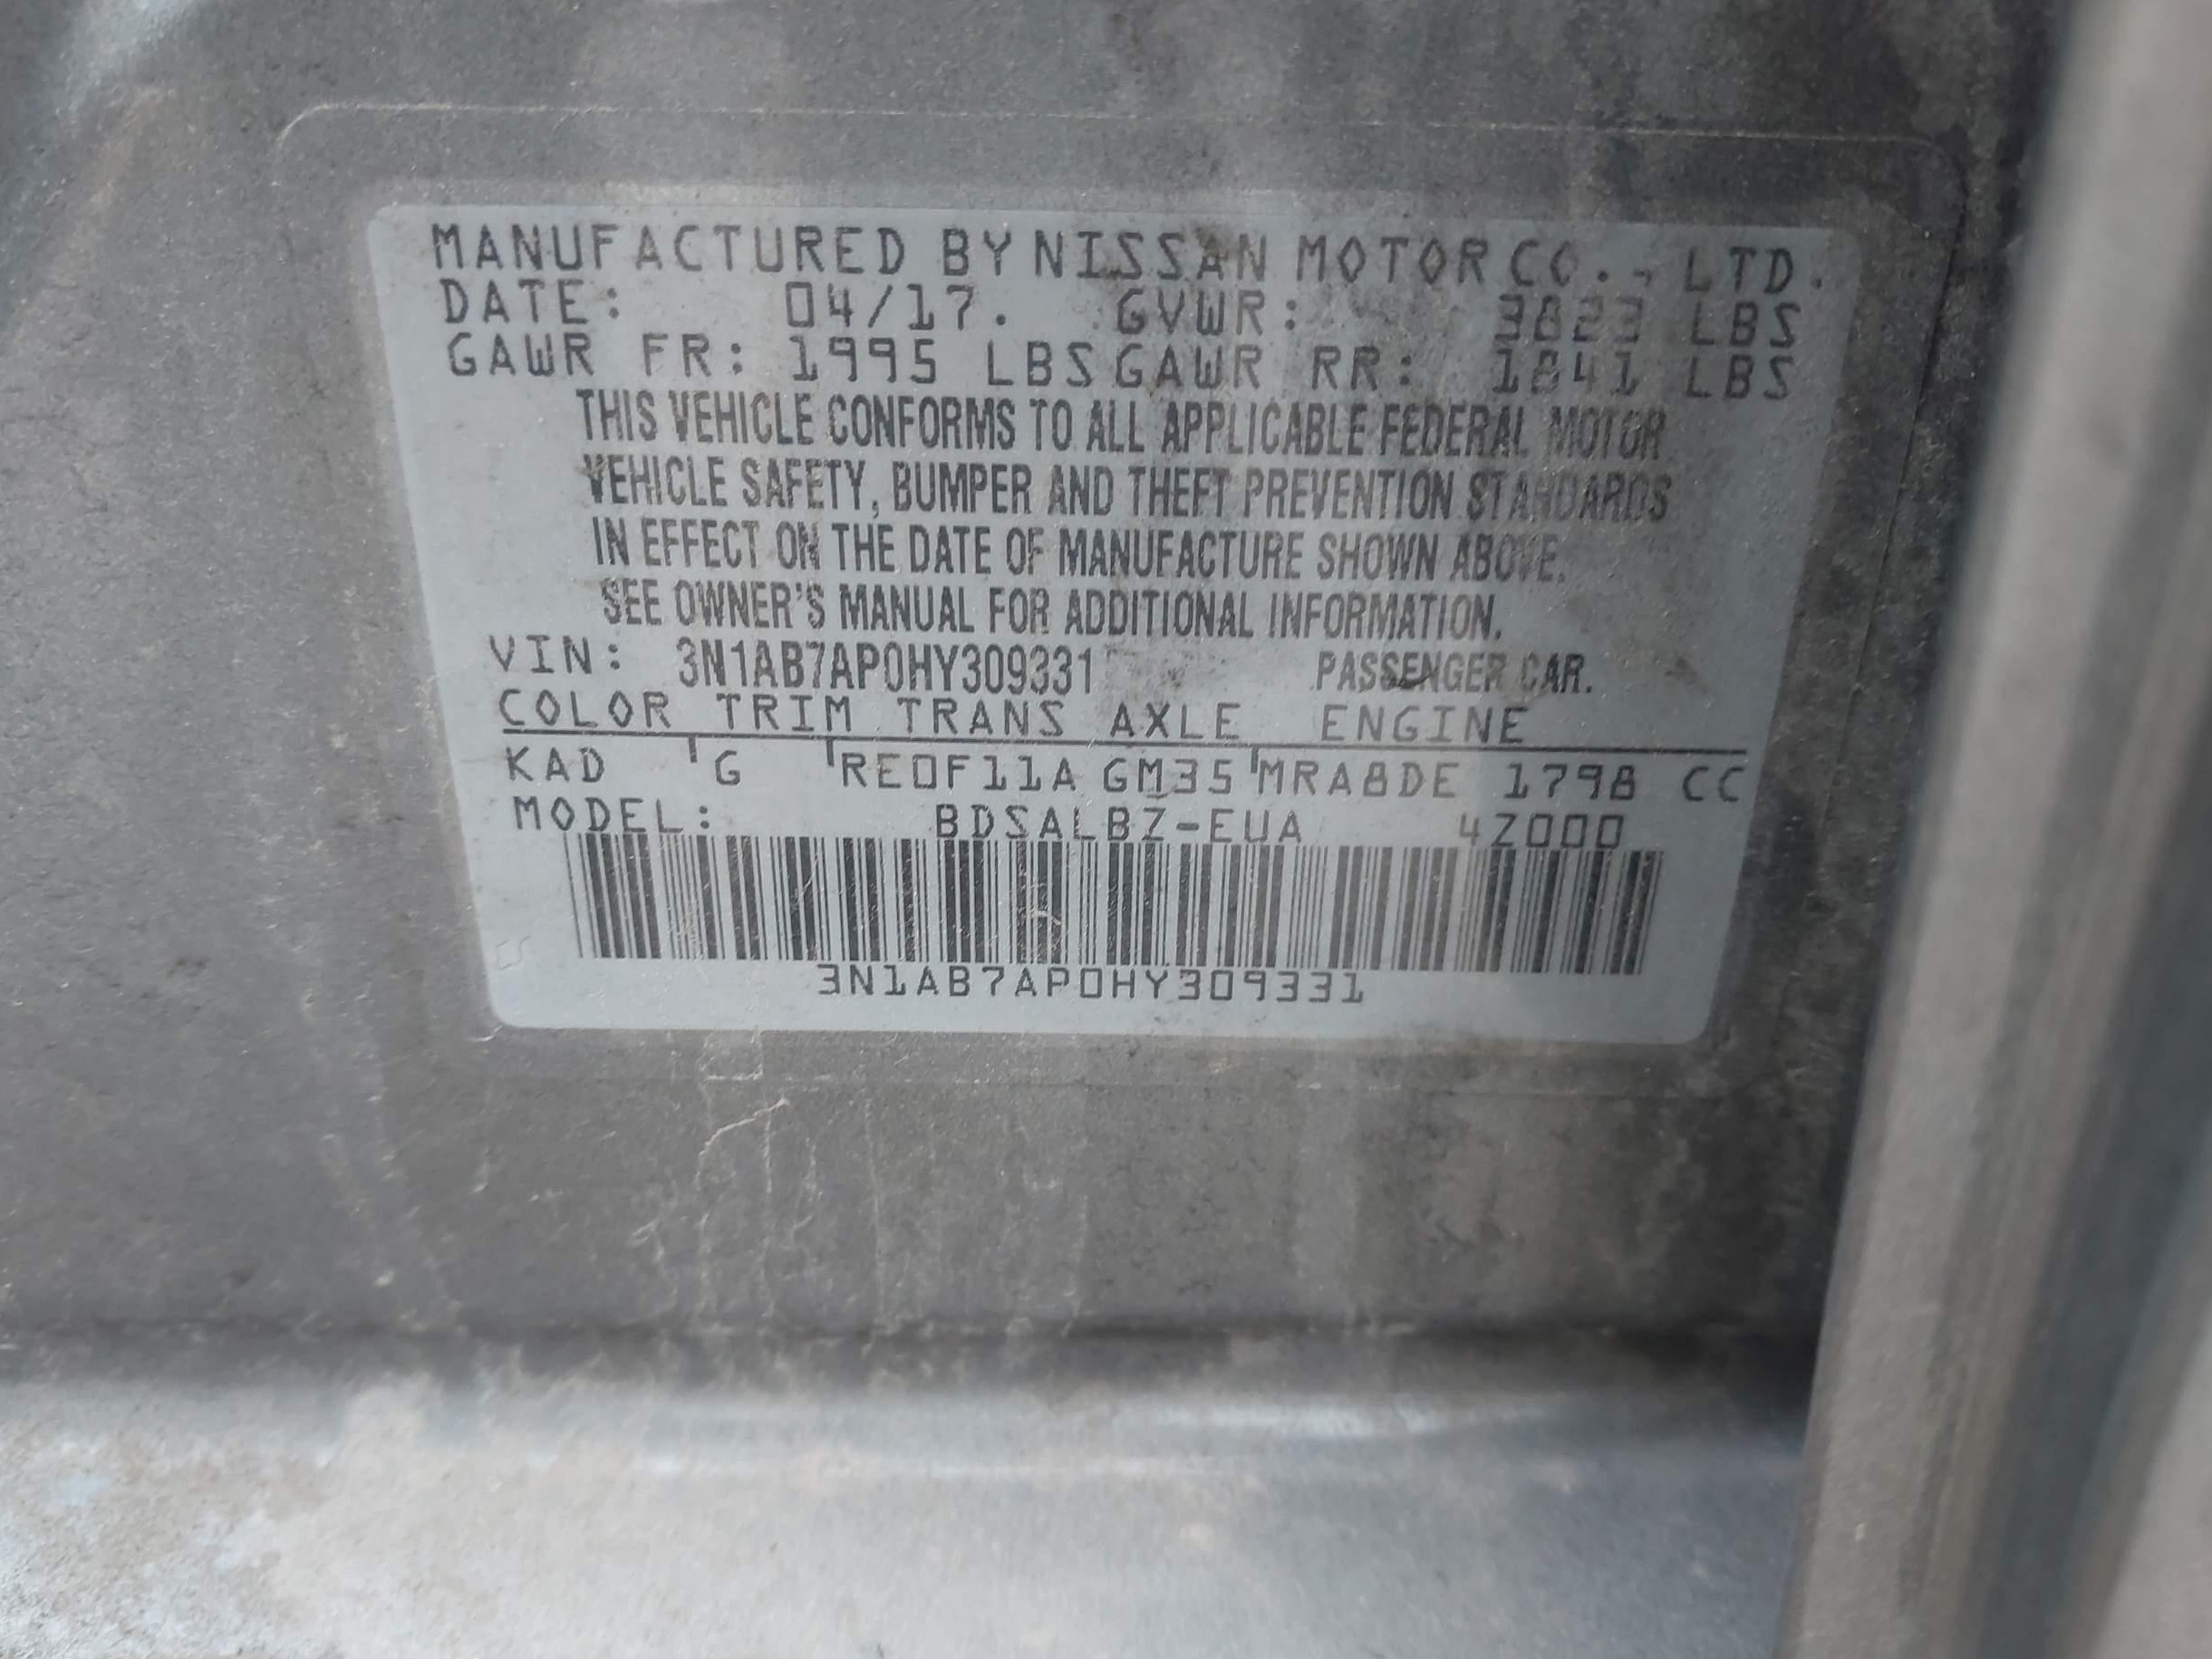 MANUFACTURED BY NISSAN MOTOR CO., LTD.
DATE: 04/17. GVWR: 3823 LBS
GAWR FR: 1995 LBS GAWR RR: 1841 LBS
THIS VEHICLE CONFORMS TO ALL APPLICABLE FEDERAL MOTOR
VEHICLE SAFETY, BUMPER AND THEFT PREVENTION STANDARDS
IN EFFECT ON THE DATE OF MANUFACTURE SHOWN ABOVE.
SEE OWNER'S MANUAL FOR ADDITIONAL INFORMATION.
VIN: 3N1AB7AP0HY309331 PASSENGER CAR.
COLOR TRIM TRANS AXLE ENGINE
KAD G RE0F11A GM35 MRA8DE 1798 CC
MODEL: BDSALBZ-EUA 4Z000
3N1AB7AP0HY309331